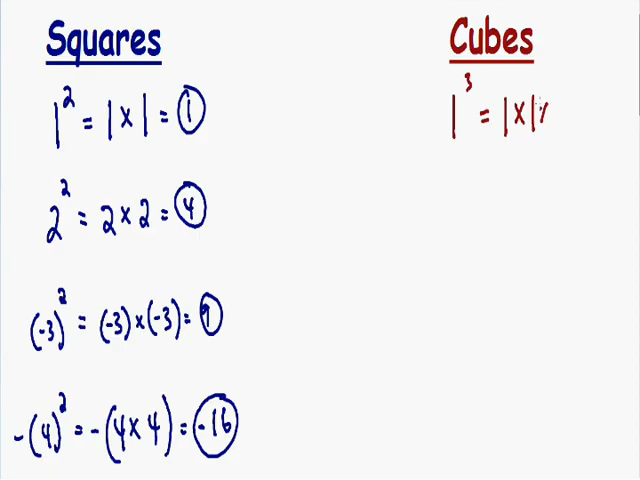 Squares
1² = 1 × 1 = 1
2² = 2 × 2 = 4
(-3)² = (-3) × (-3) = 9
-(4)² = -(4 × 4) = -16
Cubes
1³ = 1 × 1